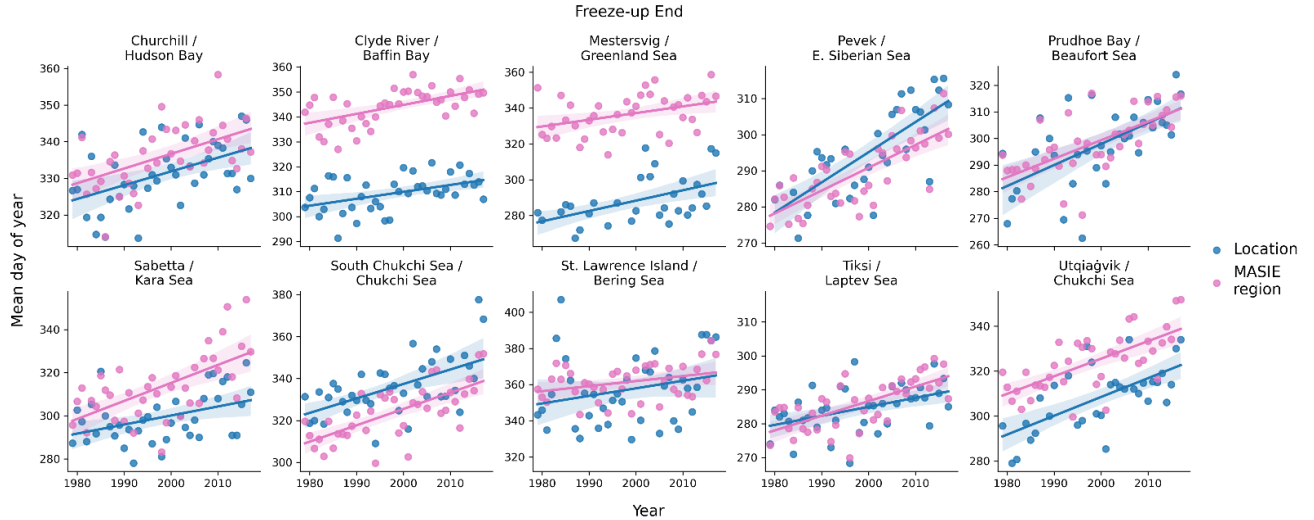 Freeze-up End
Churchill /
Hudson Bay
Clyde River /
Baffin Bay
Mestersvig /
Greenland Sea
Pevek /
E. Siberian Sea
Prudhoe Bay /
Beaufort Sea
360
340
320
360
350
340
330
320
310
300
290
360
340
320
300
280
310
300
290
280
270
320
300
280
260
Sabetta /
Kara Sea
South Chukchi Sea /
Chukchi Sea
St. Lawrence Island /
Bering Sea
Tiksi /
Laptev Sea
Utqiaġvik /
Chukchi Sea
340
320
300
280
380
360
340
320
300
400
380
360
340
320
310
300
290
280
270
340
320
300
280
1980 1990 2000 2010
1980 1990 2000 2010
1980 1990 2000 2010
1980 1990 2000 2010
1980 1990 2000 2010
Mean day of year
Year
Location
MASIE
region